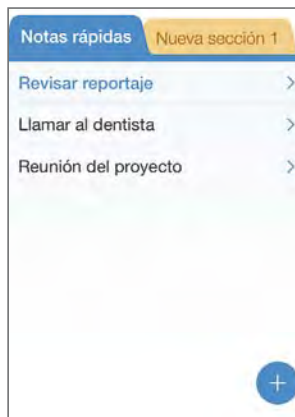 Notas rápidas Nueva sección 1
Revisar reportaje
Llamar al dentista
Reunión del proyecto